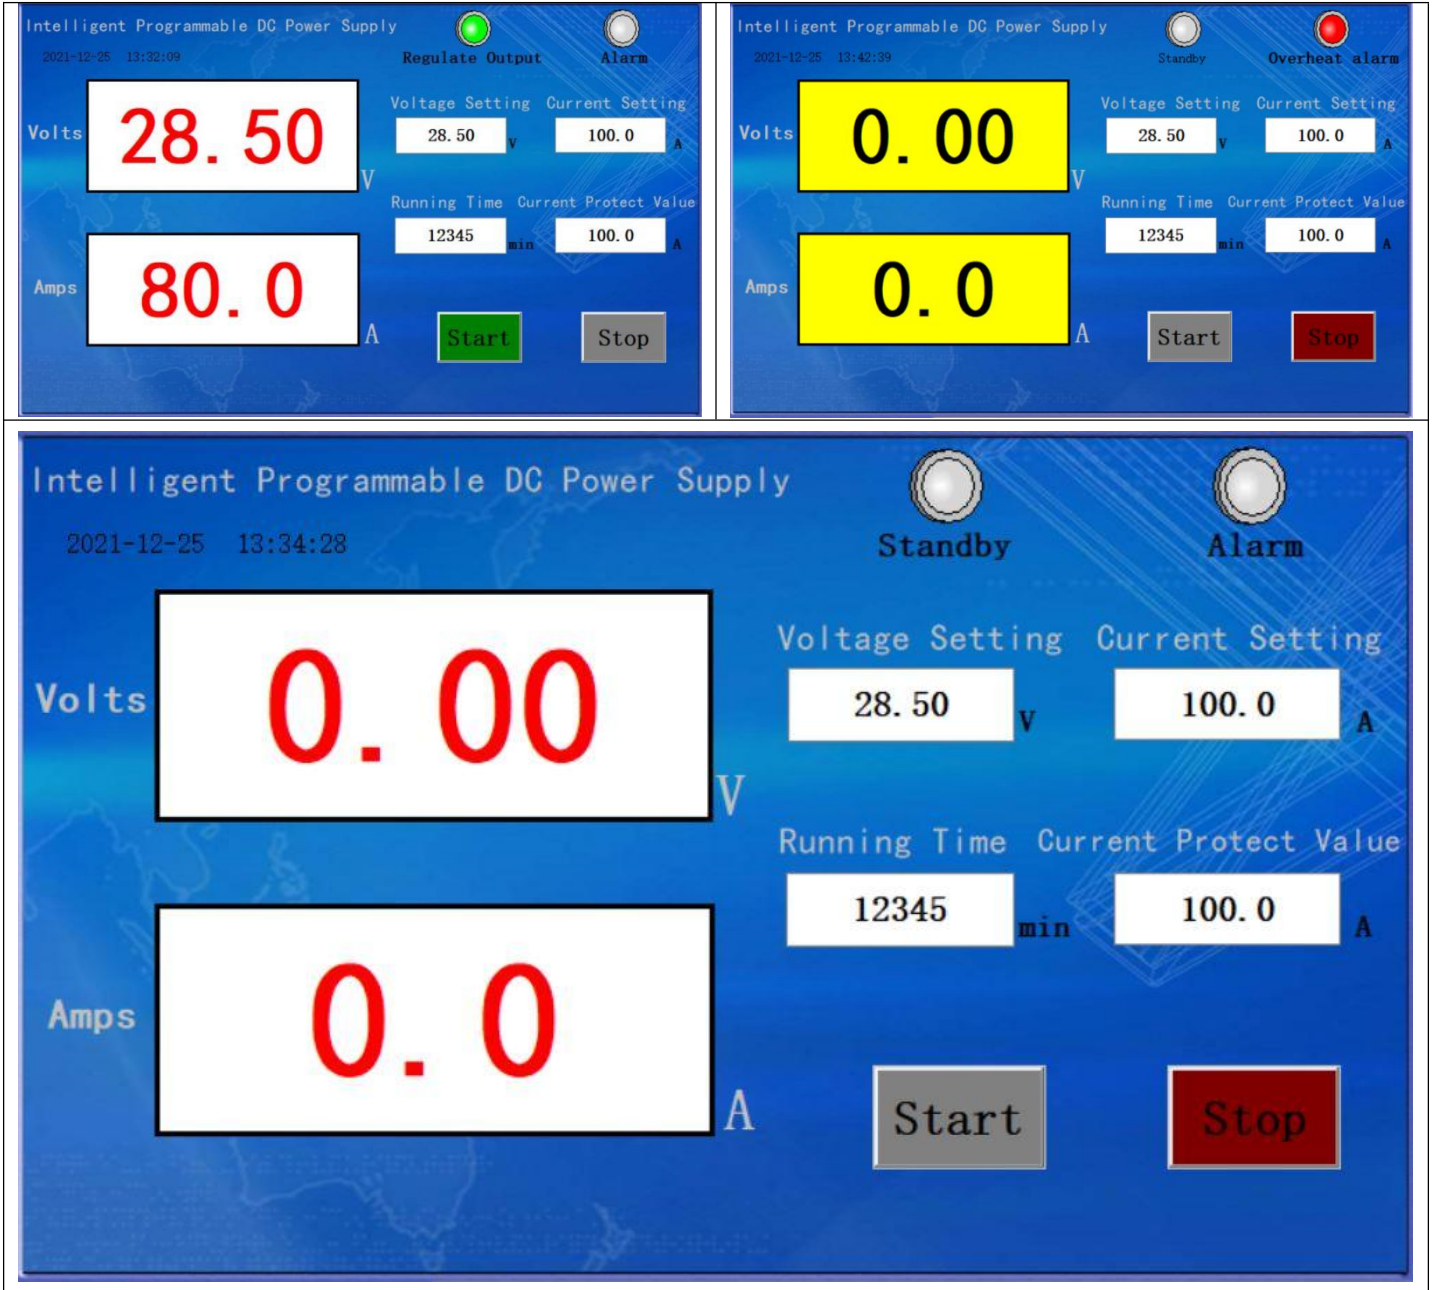 Intelligent Programmable DC Power Supply
2021-12-25 13:32:09
Regulate Output Alarm
Voltage Setting Current Setting
Volts 28.50 V 28.50 V 100.0 A
Running Time Current Protect Value
12345 min 100.0 A
Amps 80.0 A
Start Stop
Intelligent Programmable DC Power Supply
2021-12-25 13:42:39
Standby Overheat alarm
Voltage Setting Current Setting
Volts 0.00 V 28.50 V 100.0 A
Running Time Current Protect Value
12345 min 100.0 A
Amps 0.0 A
Start Stop
Intelligent Programmable DC Power Supply
2021-12-25 13:34:28
Standby Alarm
Voltage Setting Current Setting
Volts 0.00 V 28.50 V 100.0 A
Running Time Current Protect Value
12345 min 100.0 A
Amps 0.0 A
Start Stop